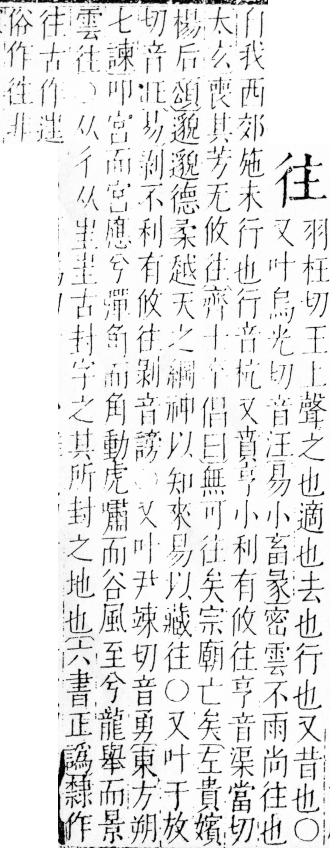 往
羽枉切王上聲之也適也去也行也又昔也○
又叶烏光切音汪易小畜彖密雲不雨尚往也
自我西郊施未行也行音杭又賁亨小利有攸往亨音渠當切
太玄喪其芳无攸往齊十卒倡曰無可往矣宗廟亡矣左貴嬪
楊后頌邈邈德柔越天之綱神以知來易以藏往○又叶于放
切音迋易剥不利有攸往剥音謗○又叶尹竦切音勇東方朔
七諫叩宮而宮應兮彈角而角動虎嘯而谷風至兮龍舉而景
雲往○从彳从㞷㞷古封字之其所封之地也六書正譌隸作
往古作迬
俗作徃非